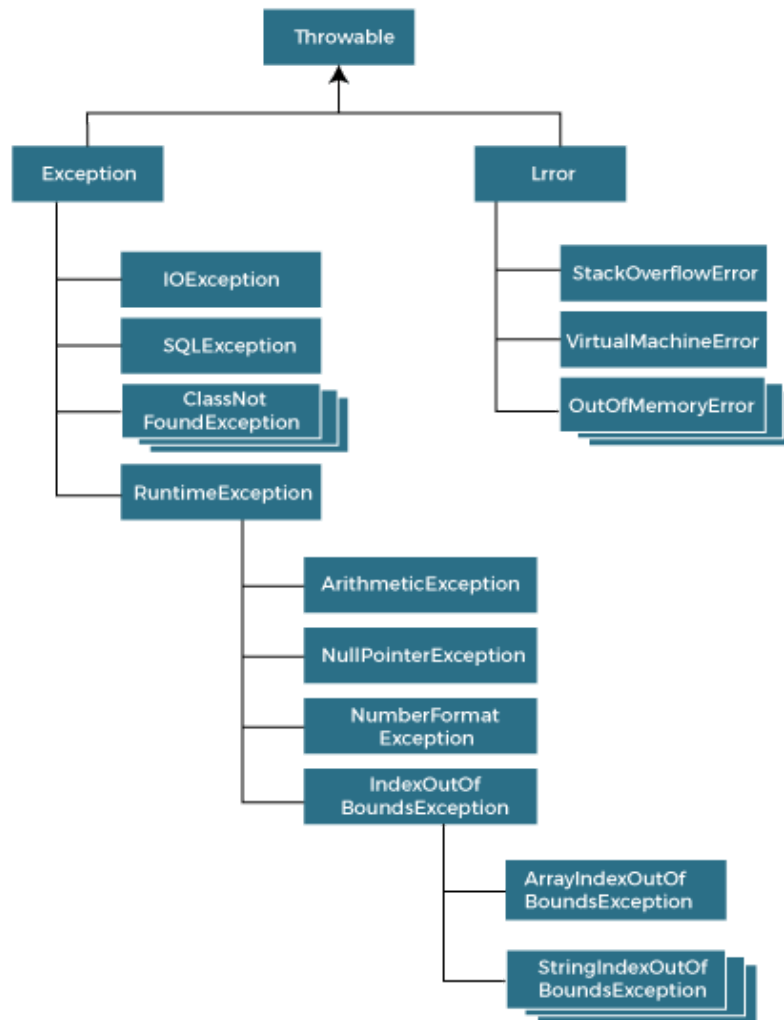 Throwable
Exception
Lrror
IOException
SQLException
ClassNot
FoundException
RuntimeException
StackOverflowError
VirtualMachineError
OutOfMemoryError
ArithmeticException
NullPointerException
NumberFormat
Exception
IndexOutOf
BoundsException
ArrayIndexOutOf
BoundsException
StringIndexOutOf
BoundsException